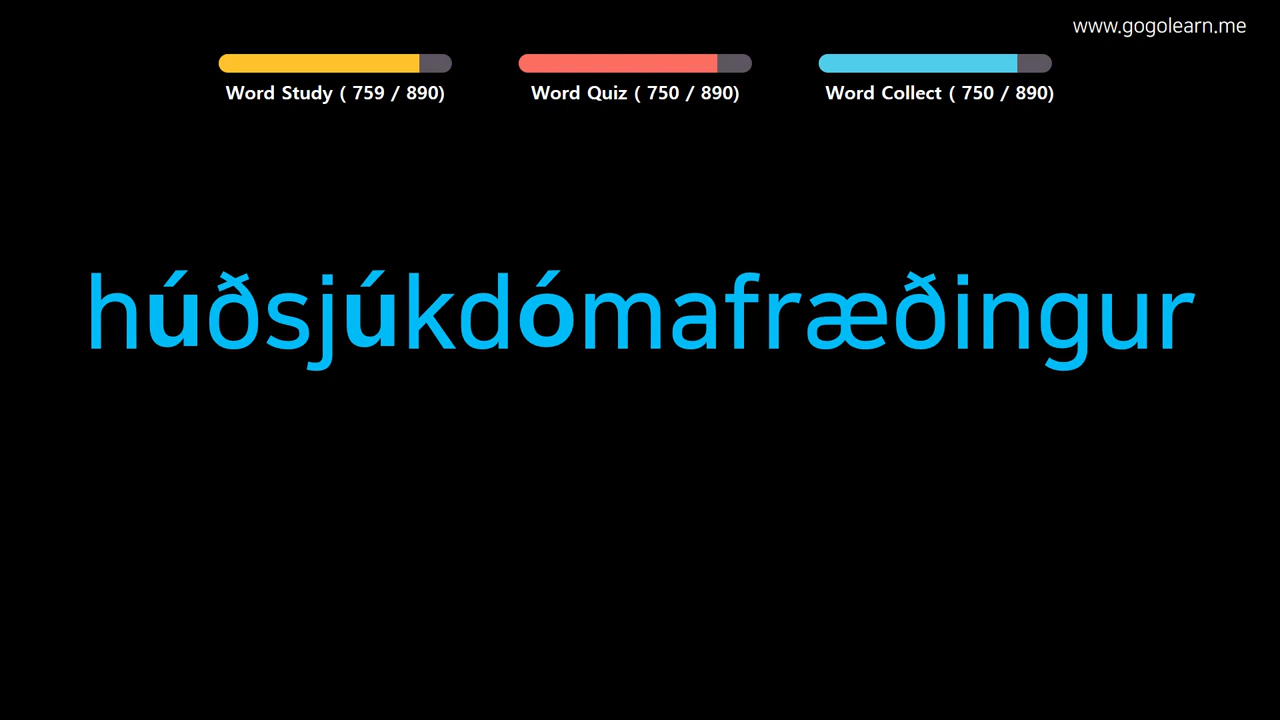 www.gogolearn.me
Word Study ( 759 / 890)
Word Quiz ( 750 / 890)
Word Collect ( 750 / 890)
húðsjúkdómafræðingur